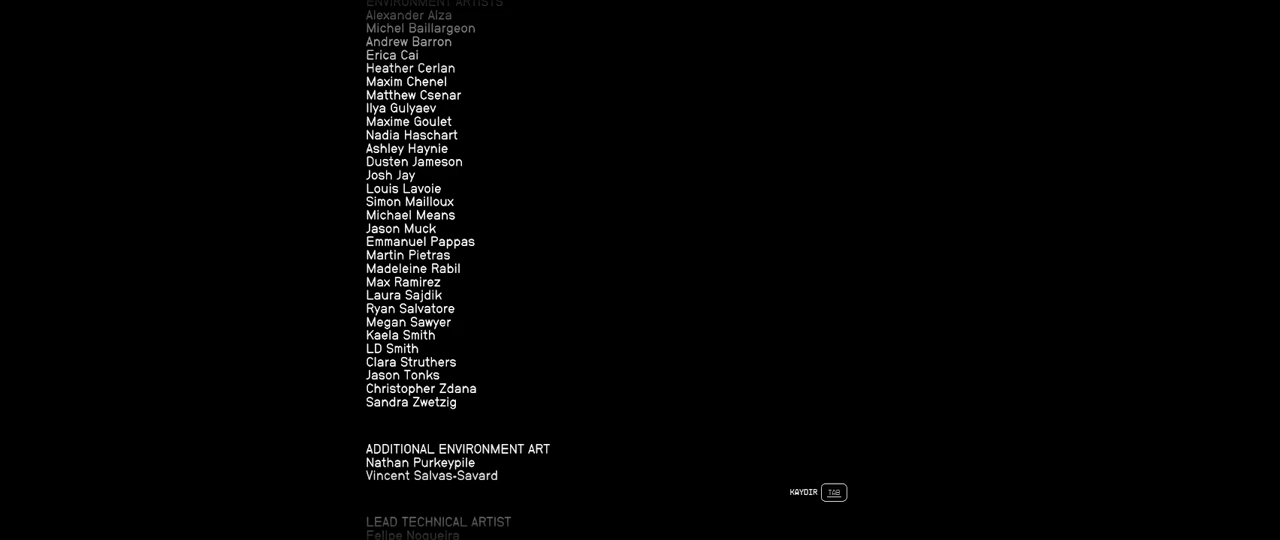 ENVIRONMENT ARTISTS
Alexander Alza
Michel Baillargeon
Andrew Barron
Erica Cai
Heather Cerlan
Maxim Chenel
Matthew Csenar
Ilya Gulyaev
Maxime Goulet
Nadia Haschart
Ashley Haynie
Dusten Jameson
Josh Jay
Louis Lavoie
Simon Mailloux
Michael Means
Jason Muck
Emmanuel Pappas
Martin Pietras
Madeleine Rabil
Max Ramirez
Laura Sajdik
Ryan Salvatore
Megan Sawyer
Kaela Smith
LD Smith
Clara Struthers
Jason Tonks
Christopher Zdana
Sandra Zwetzig
ADDITIONAL ENVIRONMENT ART
Nathan Purkeypile
Vincent Salvas-Savard
KAYDIR TAB
LEAD TECHNICAL ARTIST
Felipe Nogueira